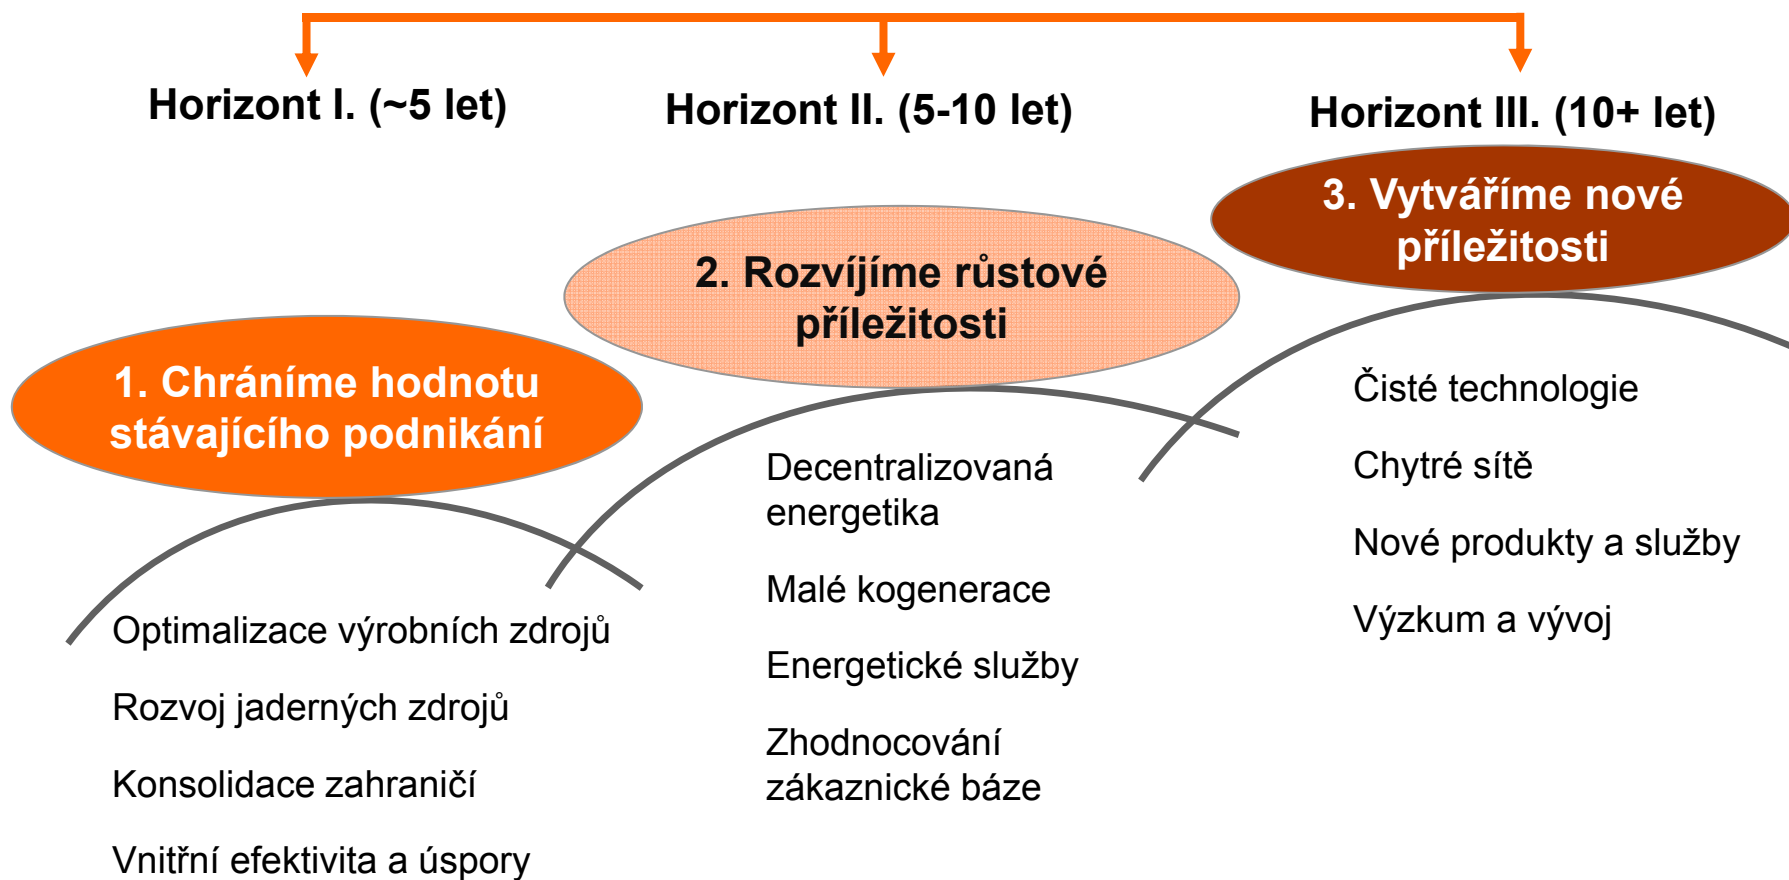 Horizont I. (~5 let)
Horizont II. (5-10 let)
Horizont III. (10+ let)
1. Chráníme hodnotu
stávajícího podnikání
Optimalizace výrobních zdrojů
Rozvoj jaderných zdrojů
Konsolidace zahraničí
Vnitřní efektivita a úspory
2. Rozvíjíme růstové
příležitosti
Decentralizovaná
energetika
Malé kogenerace
Energetické služby
Zhodnocování
zákaznické báze
3. Vytváříme nové
příležitosti
Čisté technologie
Chytré sítě
Nové produkty a služby
Výzkum a vývoj